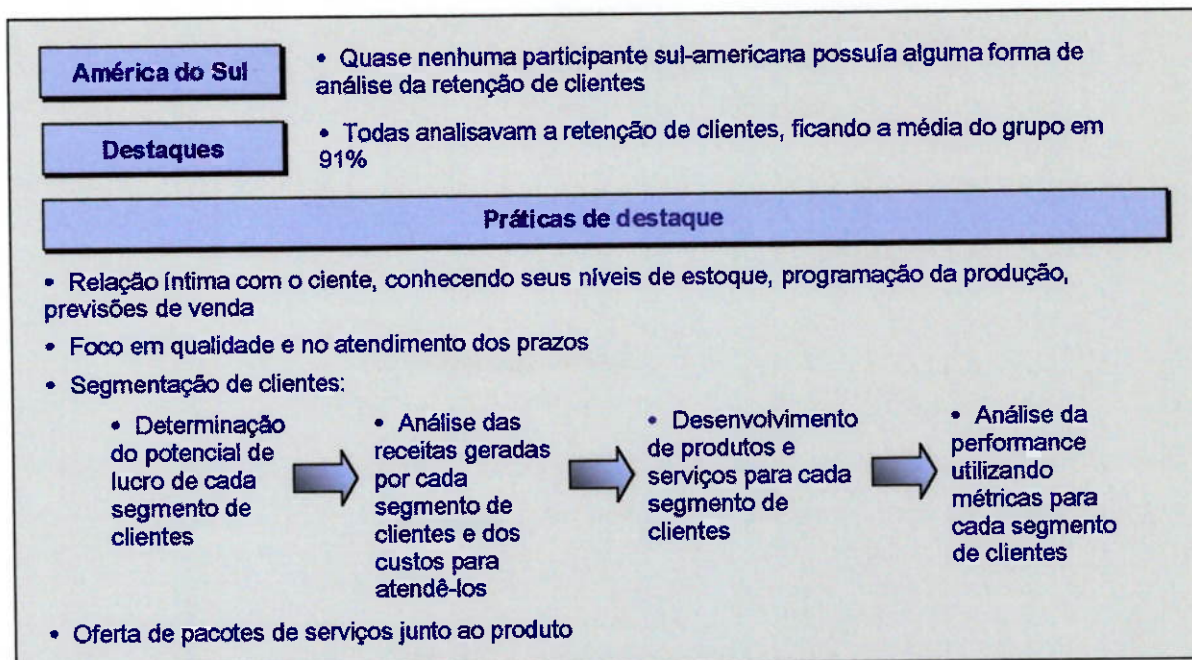 América do Sul
• Quase nenhuma participante sul-americana possuía alguma forma de
análise da retenção de clientes
Destaques
• Todas analisavam a retenção de clientes, ficando a média do grupo em
91%
Práticas de destaque
• Relação íntima com o ciente, conhecendo seus níveis de estoque, programação da produção,
previsões de venda
• Foco em qualidade e no atendimento dos prazos
• Segmentação de clientes:
• Determinação
do potencial de
lucro de cada
segmento de
clientes
• Análise das
receitas geradas
por cada
segmento de
clientes e dos
custos para
atendê-los
• Desenvolvimento
de produtos e
serviços para cada
segmento de
clientes
• Análise da
performance
utilizando
métricas para
cada segmento
de clientes
• Oferta de pacotes de serviços junto ao produto